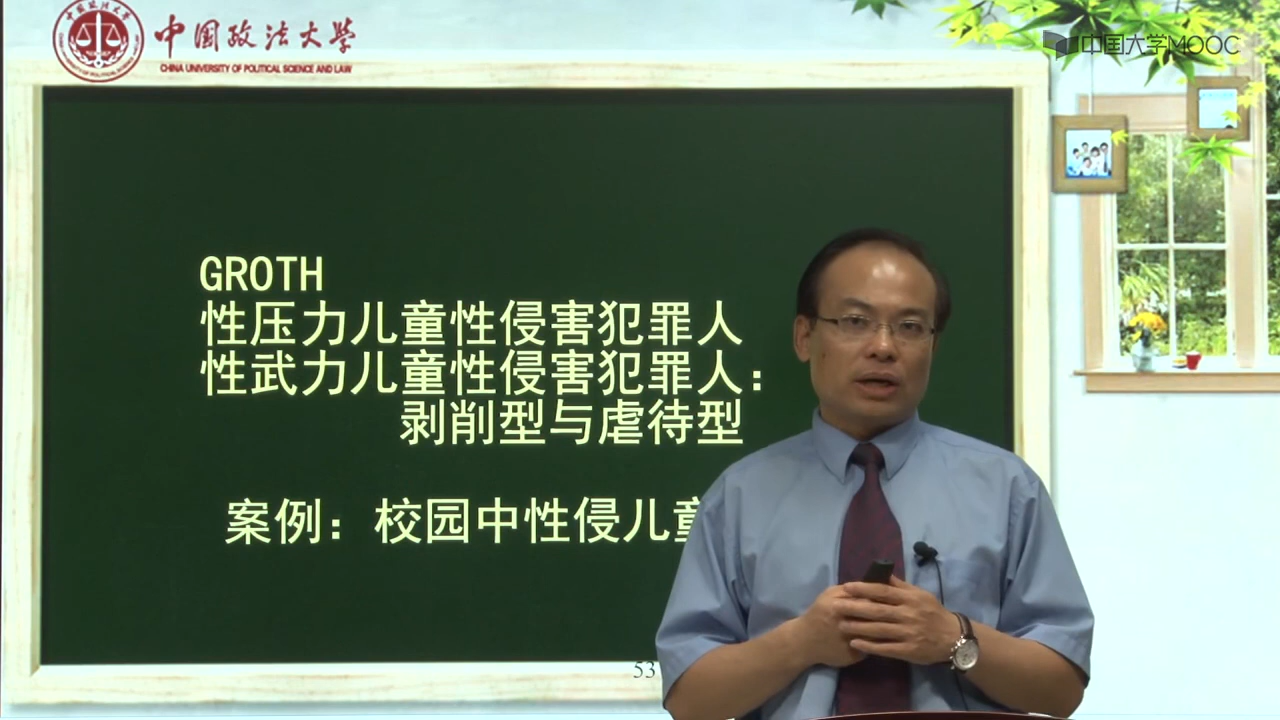 中国政法大学
CHINA UNIVERSITY OF POLITICAL SCIENCE AND LAW
中国大学MOOC
GROTH
性压力儿童性侵害犯罪人
性武力儿童性侵害犯罪人：
剥削型与虐待型
案例：校园中性侵儿童
53